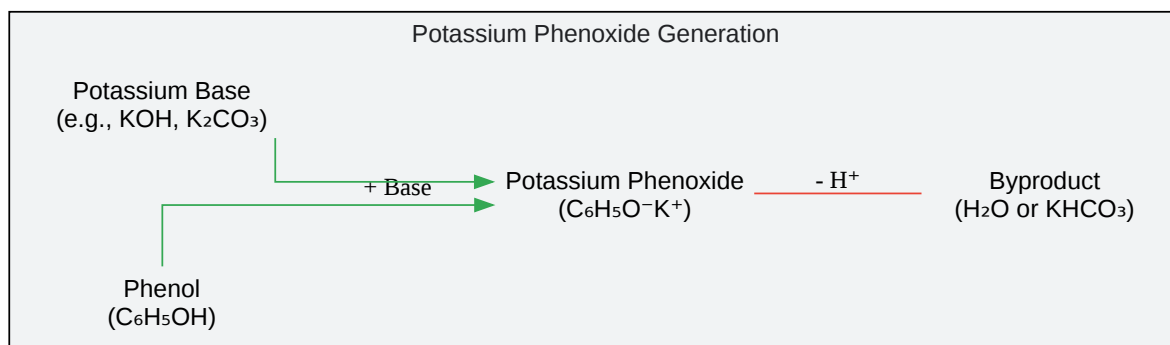 Potassium Phenoxide Generation
Potassium Base
(e.g., KOH, K₂CO₃)
+ Base
Potassium Phenoxide
(C₆H₅O⁻K⁺)
- H⁺
Byproduct
(H₂O or KHCO₃)
Phenol
(C₆H₅OH)